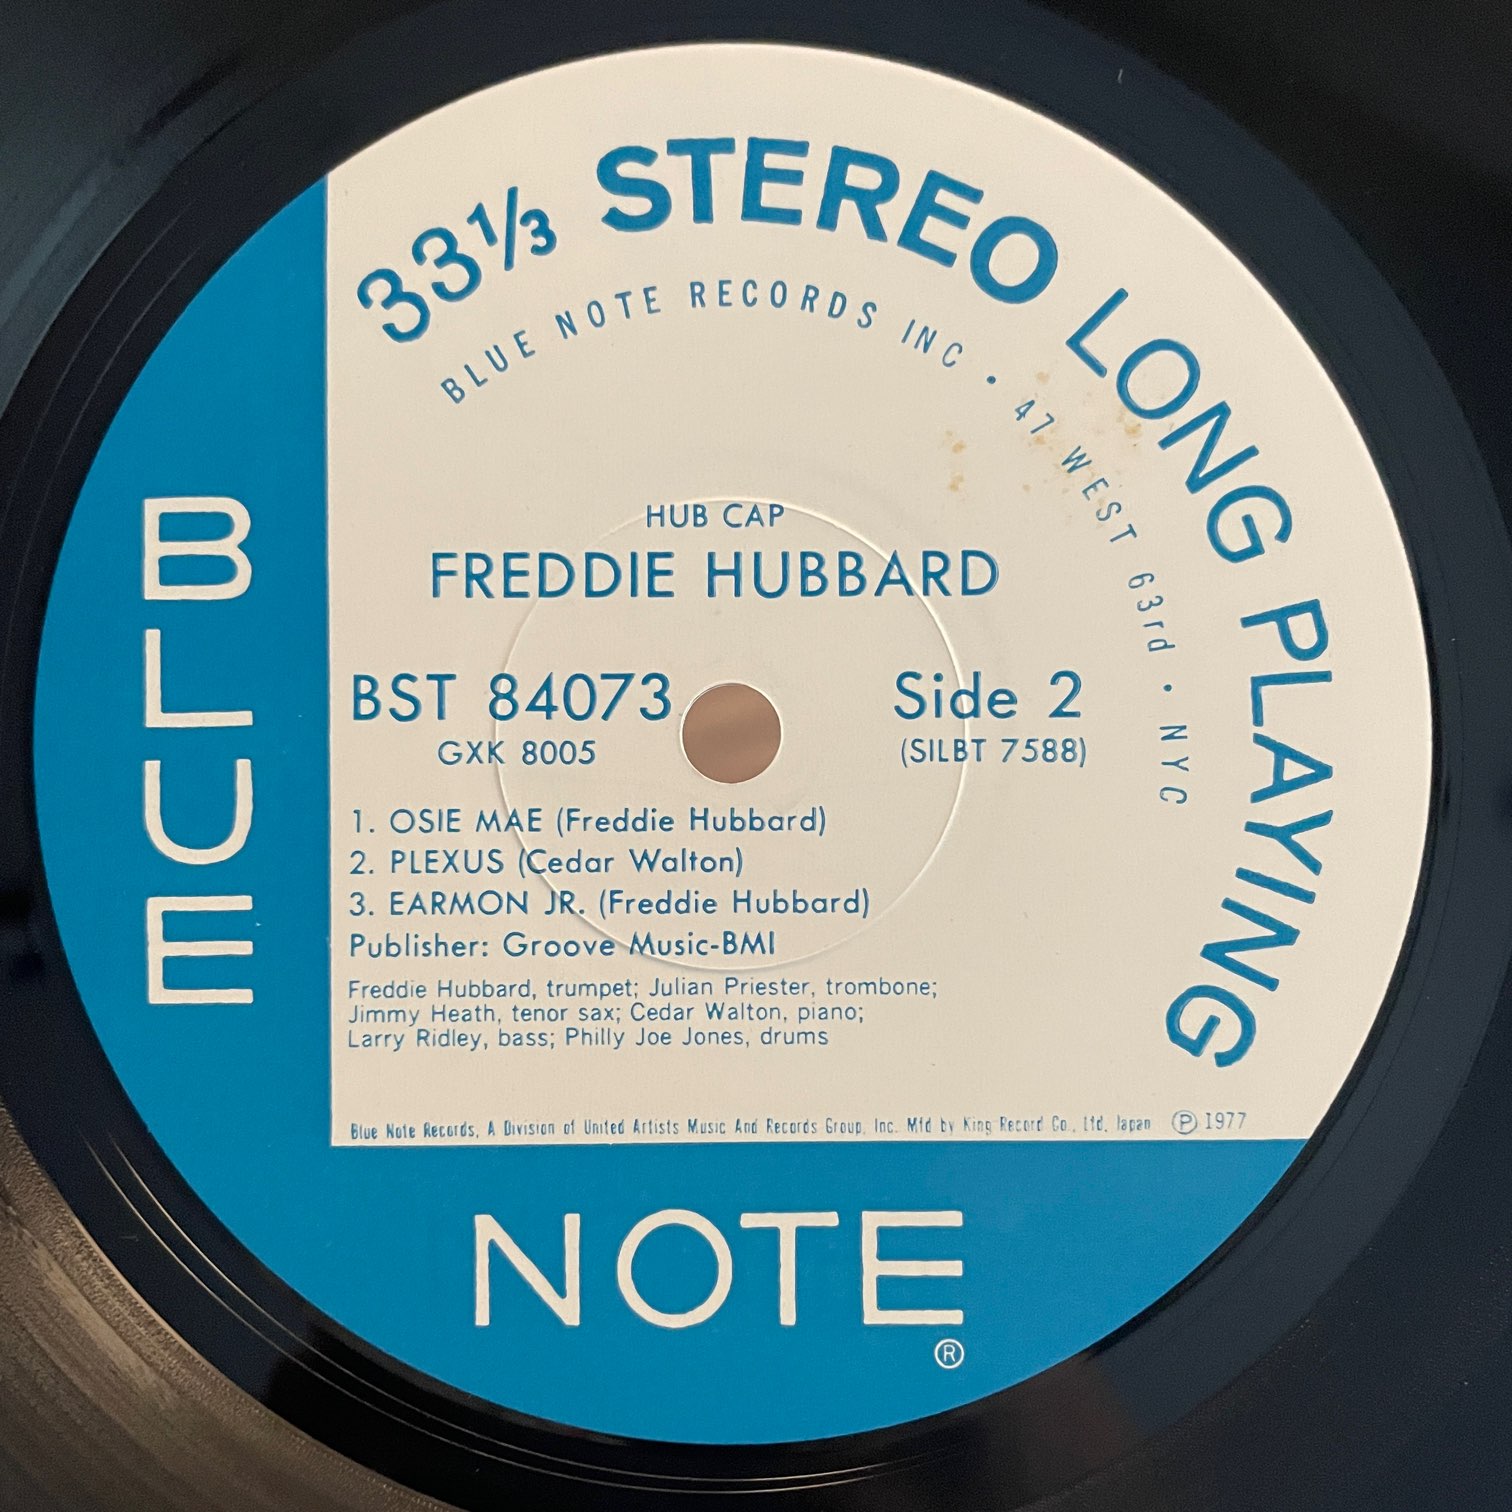 33⅓ STEREO LONG PLAYING
BLUE NOTE RECORDS INC • 47 WEST 63rd • NYC
HUB CAP
FREDDIE HUBBARD
BST 84073
GXK 8005
Side 2
(SILBT 7588)
1. OSIE MAE (Freddie Hubbard)
2. PLEXUS (Cedar Walton)
3. EARMON JR. (Freddie Hubbard)
Publisher: Groove Music-BMI
Freddie Hubbard, trumpet; Julian Priester, trombone;
Jimmy Heath, tenor sax; Cedar Walton, piano;
Larry Ridley, bass; Philly Joe Jones, drums
Blue Note Records, A Division of United Artists Music And Records Group, Inc. Mfd by King Record Co., Ltd, Japan ℗ 1977
BLUE
NOTE
®